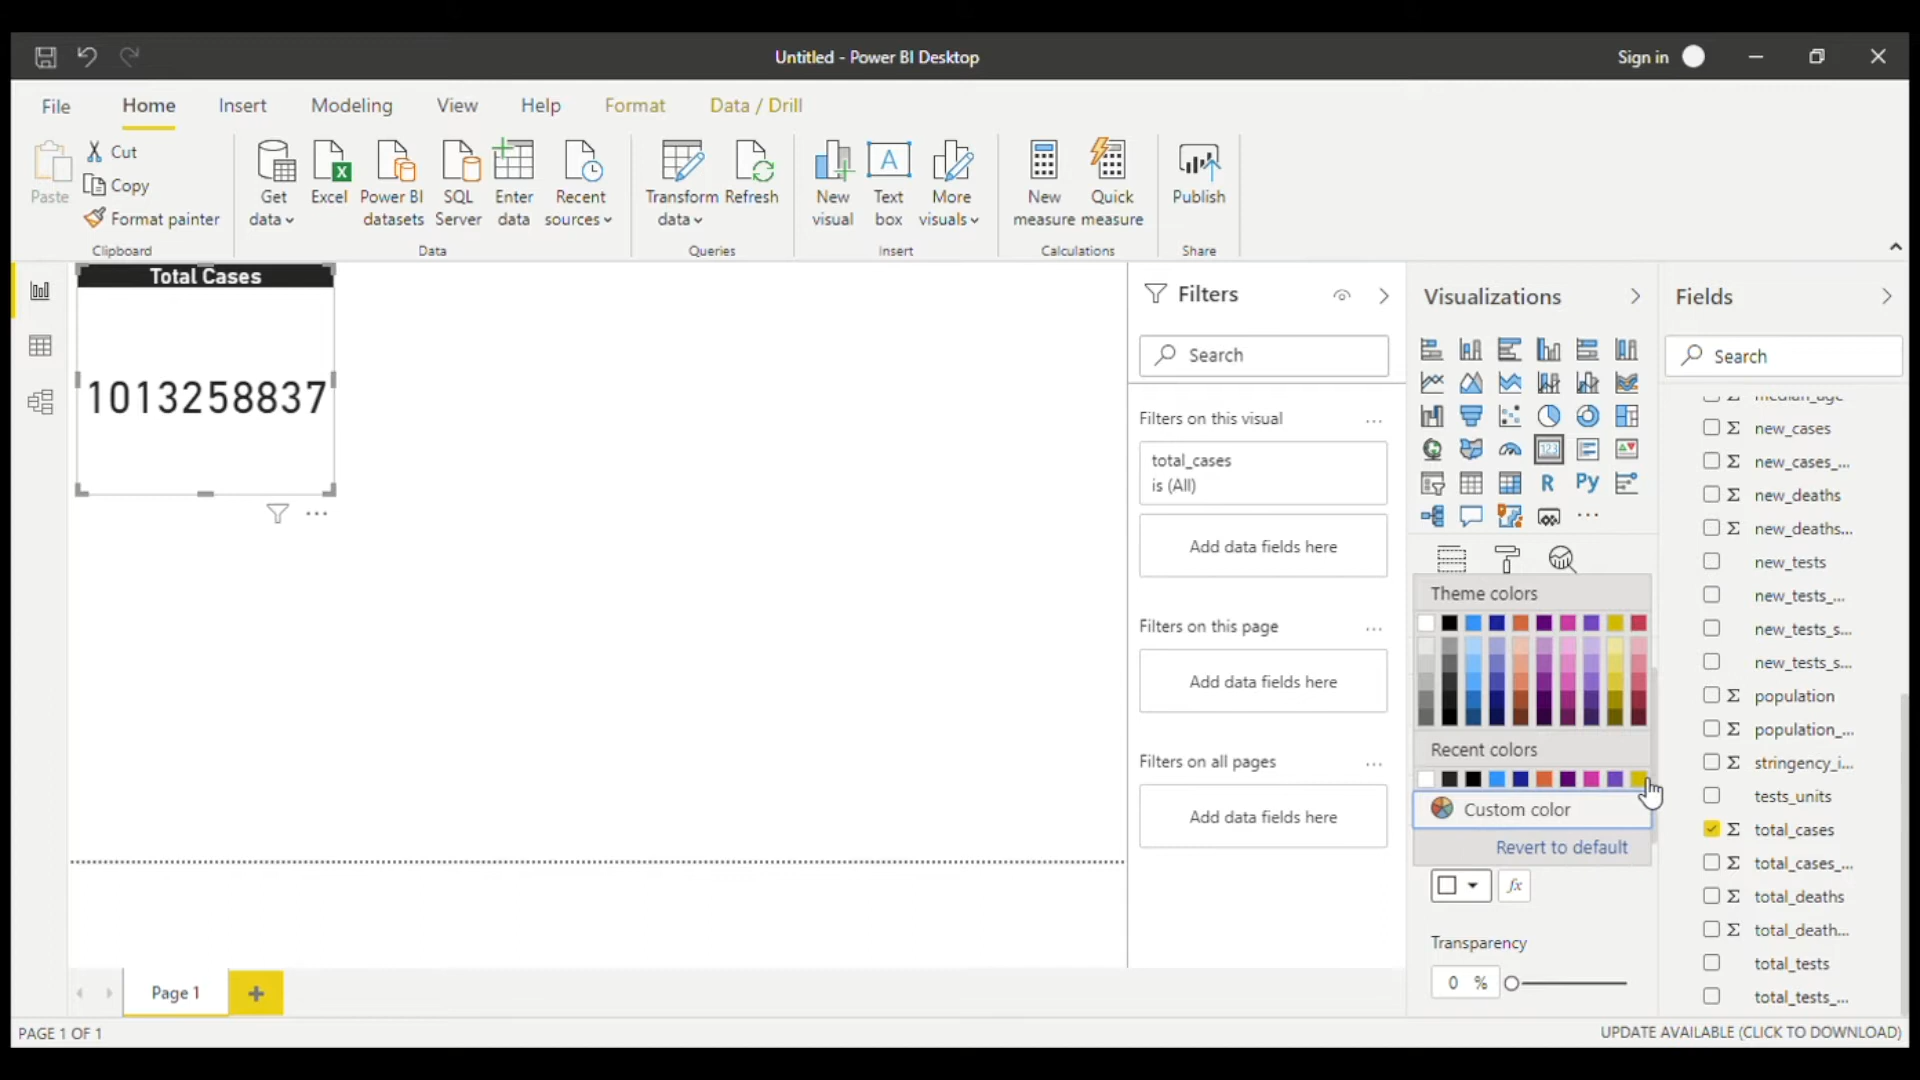 Untitled - Power BI Desktop
Sign in
File
Home
Insert
Modeling
View
Help
Format
Data / Drill
Paste
Cut
Copy
Format painter
Clipboard
Get
data
Excel
Power BI
datasets
SQL
Server
Enter
data
Recent
sources
Data
Transform
data
Refresh
Queries
New
visual
Text
box
More
visuals
Insert
New
measure
Quick
measure
Calculations
Publish
Share
Total Cases
1013258837
Filters
Search
Filters on this visual
...
total_cases
is (All)
Add data fields here
Filters on this page
...
Add data fields here
Filters on all pages
...
Add data fields here
Visualizations
R
Py
...
Theme colors
Recent colors
Custom color
Revert to default
fx
Transparency
0 %
Fields
Search
median_age
new_cases
new_cases_...
new_deaths
new_deaths...
new_tests
new_tests_...
new_tests_s...
new_tests_s...
population
population_...
stringency_i...
tests_units
total_cases
total_cases_...
total_deaths
total_death...
total_tests
total_tests_...
Page 1
PAGE 1 OF 1
UPDATE AVAILABLE (CLICK TO DOWNLOAD)